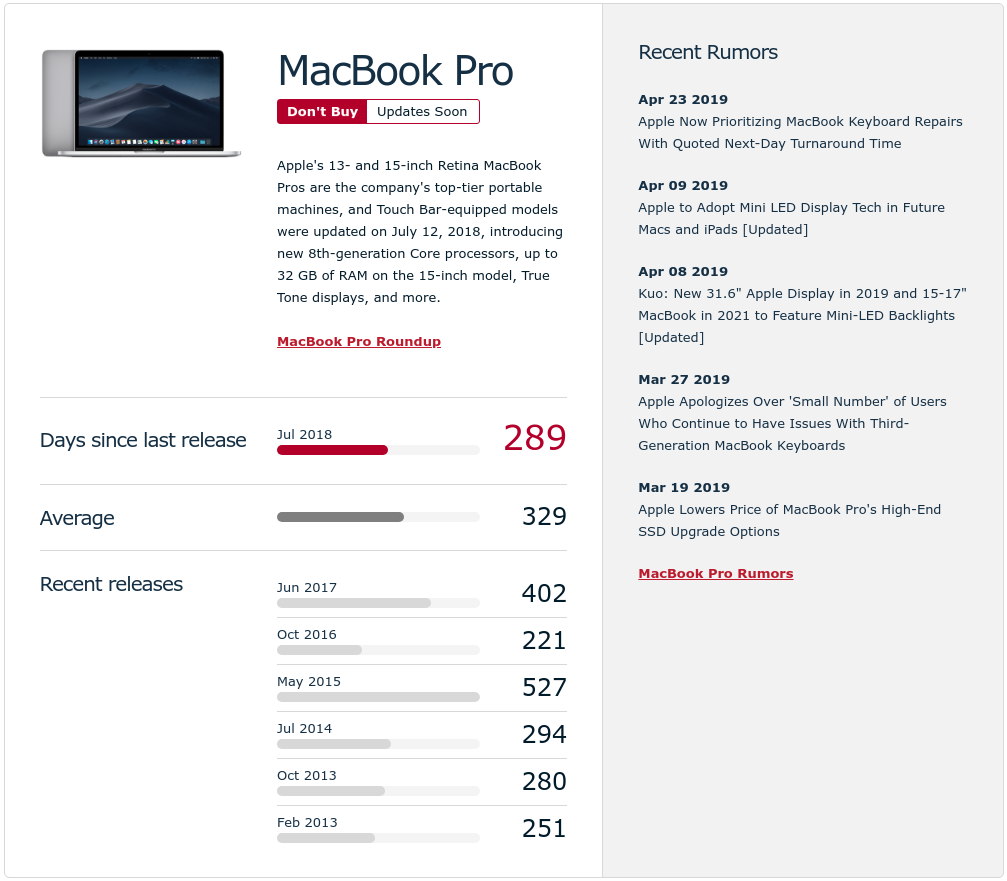 MacBook Pro
Don't Buy Updates Soon
Apple's 13- and 15-inch Retina MacBook
Pros are the company's top-tier portable
machines, and Touch Bar-equipped models
were updated on July 12, 2018, introducing
new 8th-generation Core processors, up to
32 GB of RAM on the 15-inch model, True
Tone displays, and more.
MacBook Pro Roundup
Days since last release
Jul 2018
289
Average
329
Recent releases
Jun 2017
402
Oct 2016
221
May 2015
527
Jul 2014
294
Oct 2013
280
Feb 2013
251
Recent Rumors
Apr 23 2019
Apple Now Prioritizing MacBook Keyboard Repairs
With Quoted Next-Day Turnaround Time
Apr 09 2019
Apple to Adopt Mini LED Display Tech in Future
Macs and iPads [Updated]
Apr 08 2019
Kuo: New 31.6" Apple Display in 2019 and 15-17"
MacBook in 2021 to Feature Mini-LED Backlights
[Updated]
Mar 27 2019
Apple Apologizes Over 'Small Number' of Users
Who Continue to Have Issues With Third-
Generation MacBook Keyboards
Mar 19 2019
Apple Lowers Price of MacBook Pro's High-End
SSD Upgrade Options
MacBook Pro Rumors